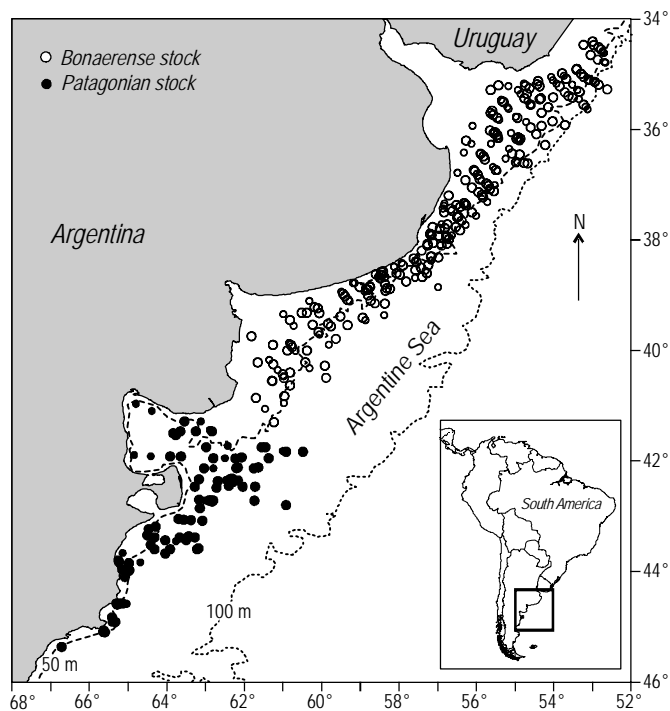 34°
Uruguay
Bonaerense stock
Patagonian stock
36°
N
Argentina
38°
Argentine Sea
40°
42°
South America
44°
100 m
50 m
46°
68° 66° 64° 62° 60° 58° 56° 54° 52°